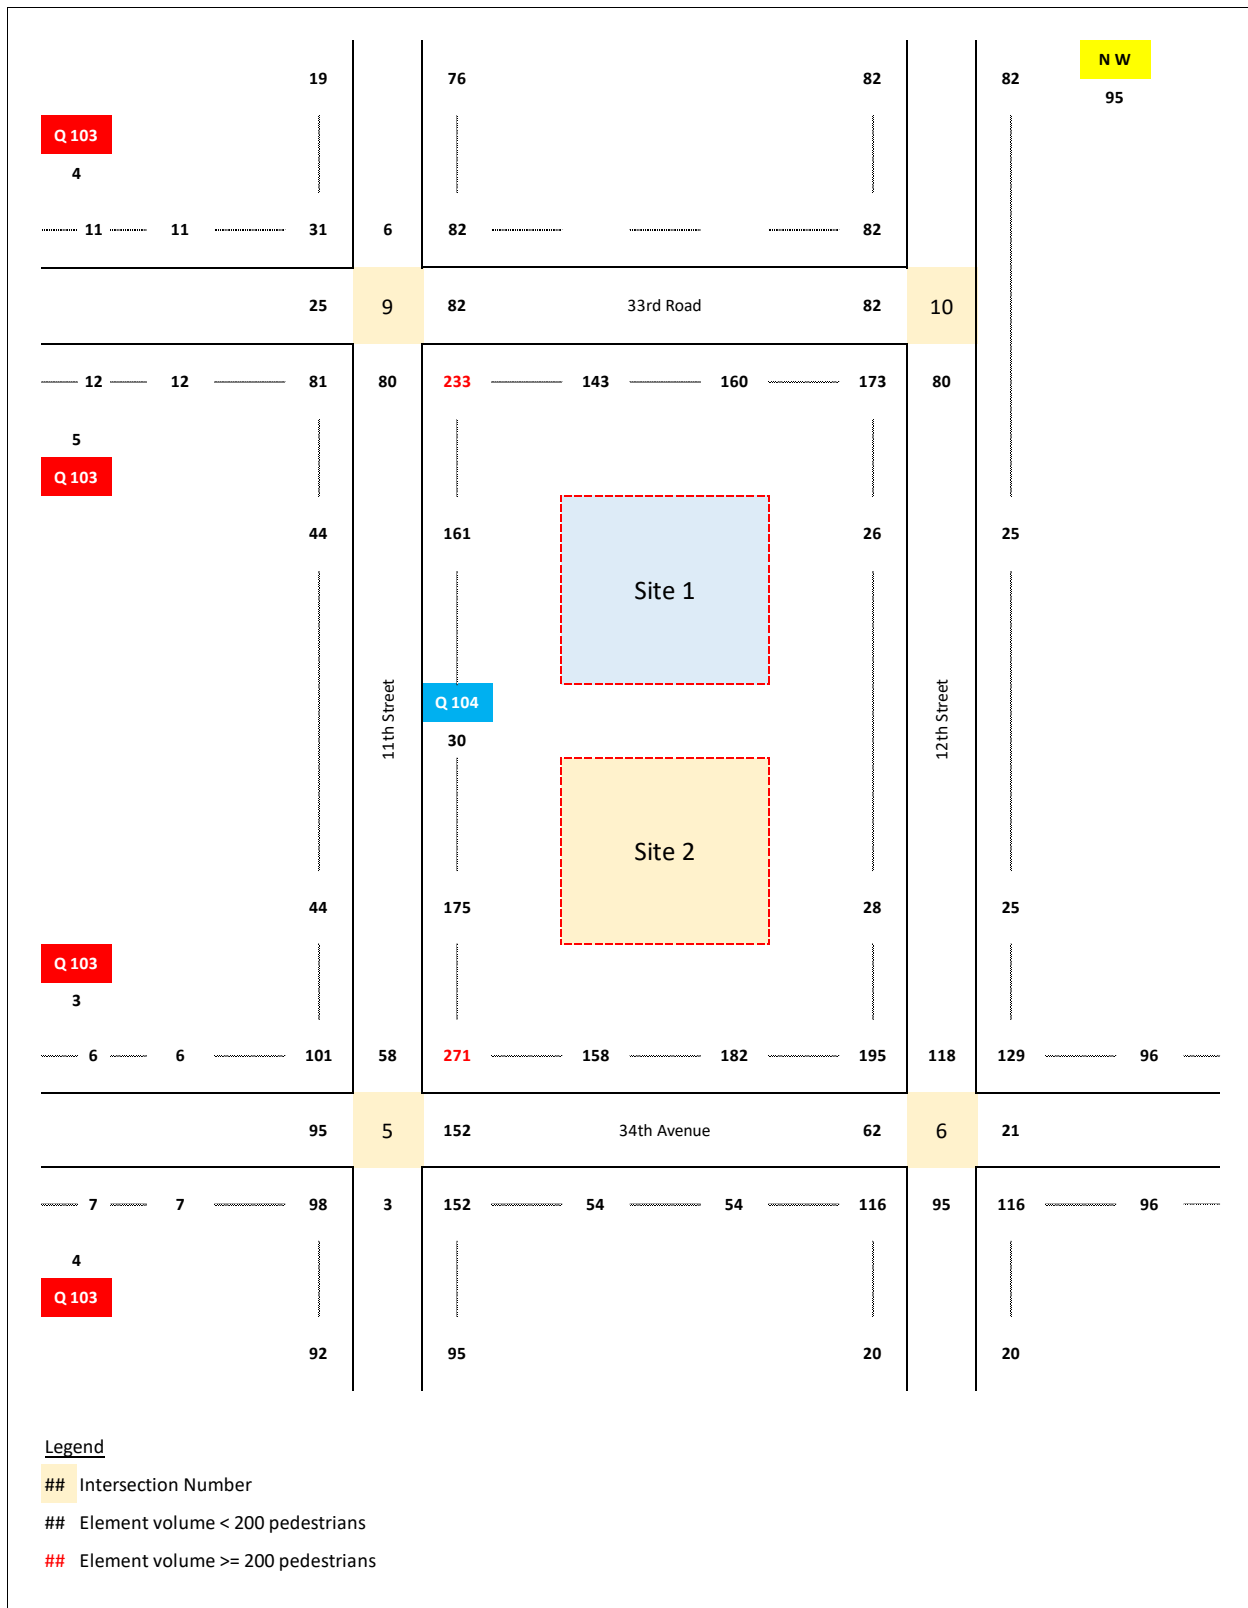 19 76 82 82 N W
95
Q 103
4
11 11 31 6 82 82
25 9 82 33rd Road 82 10
12 12 81 80 233 143 160 173 80
5
Q 103
44 161 26 25
Site 1
11th Street
Q 104
12th Street
30
Site 2
44 175 28 25
Q 103
3
6 6 101 58 271 158 182 195 118 129 96
95 5 152 34th Avenue 62 6 21
7 7 98 3 152 54 54 116 95 116 96
4
Q 103
92 95 20 20
Legend
## Intersection Number
## Element volume < 200 pedestrians
## Element volume >= 200 pedestrians